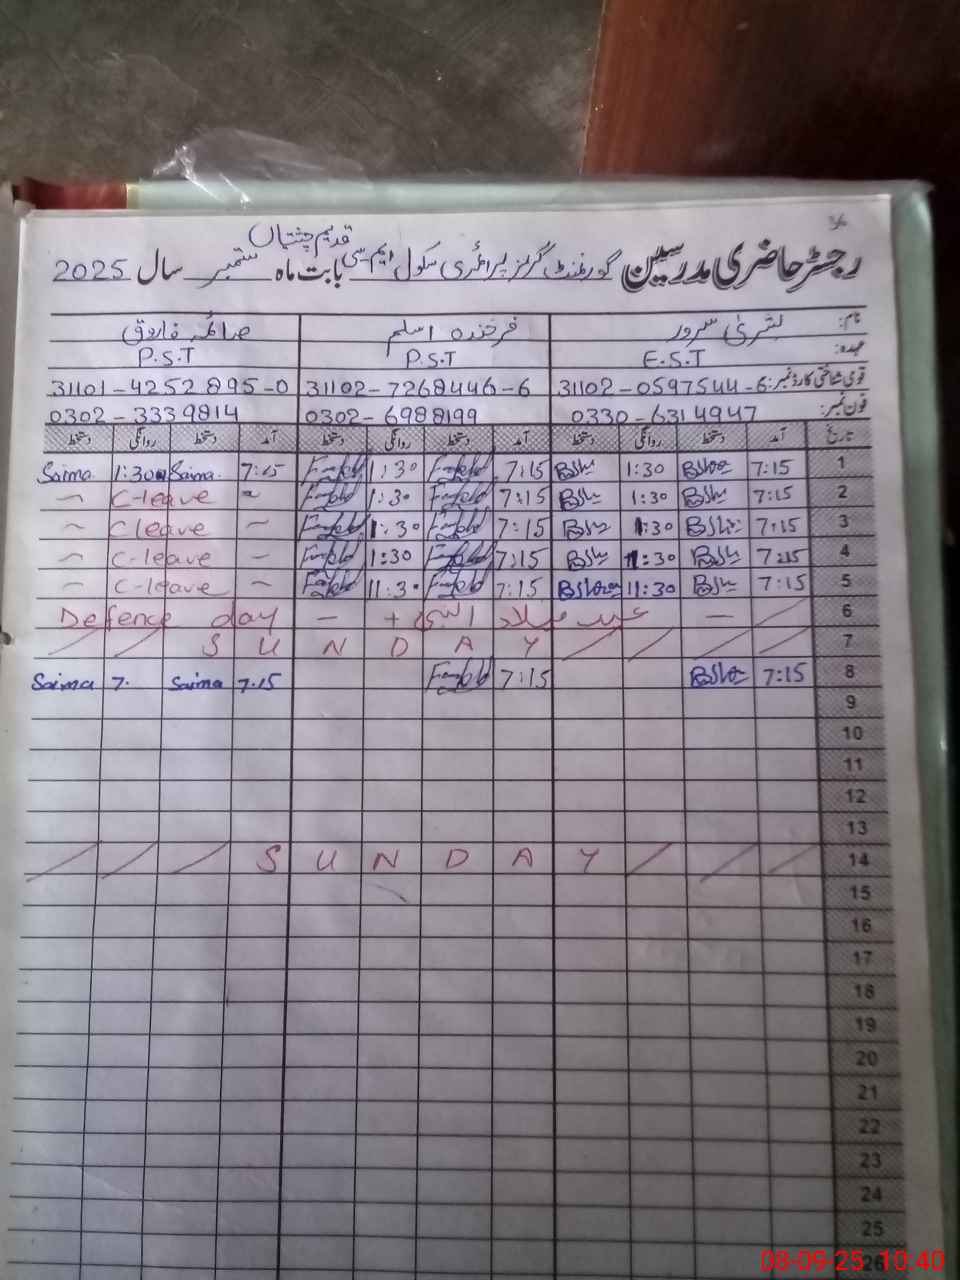 رجسٹر حاضری مدرسین گورنمنٹ گرلز پرائمری سکول ایم سی قدیم چشتیاں بابت ماہ ستمبر سال 2025
نام: بشریٰ سرور فرخندہ اسلم صائمہ فاروق
عہدہ: E.S.T P.S.T P.S.T
قومی شناختی کارڈ نمبر: 31102-0597544-6 31102-7268446-6 31101-4252895-0
فون نمبر: 0330-6314947 0302-6988199 0302-3339814
تاریخ آمد دستخط روانگی دستخط آمد دستخط روانگی دستخط آمد دستخط روانگی دستخط
1 7:15 1:30 7:15 1:30 7:15 Saima 1:30 Saima
2 7:15 1:30 7:15 1:30 C-leave
3 7:15 1:30 7:15 1:30 C leave
4 7:15 1:30 7:15 1:30 C-leave
5 7:15 11:30 7:15 11:30 C-leave
6 Defence day - + عید میلاد النبی -
7 SUNDAY
8 7:15 7:15 7.15 Saima 7. Saima
9
10
11
12
13
14 SUNDAY
15
16
17
18
19
20
21
22
23
24
25
26
08-09-25 10:40